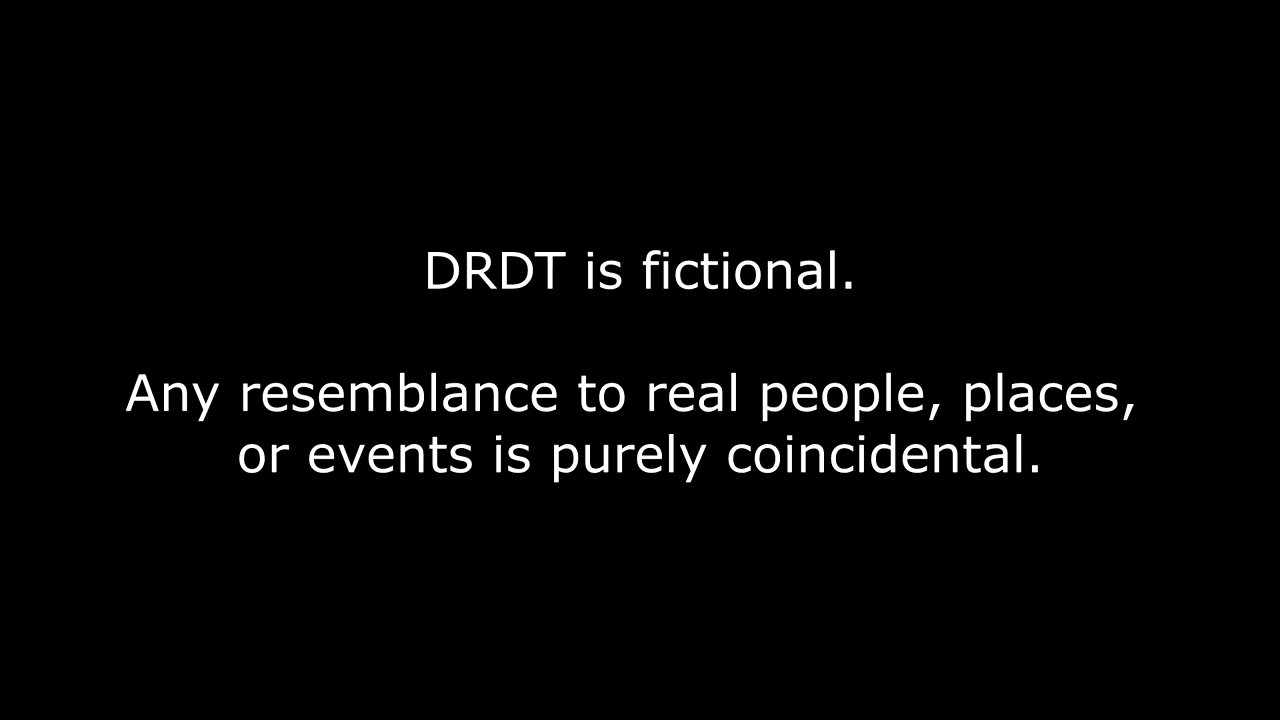 DRDT is fictional.
Any resemblance to real people, places,
or events is purely coincidental.